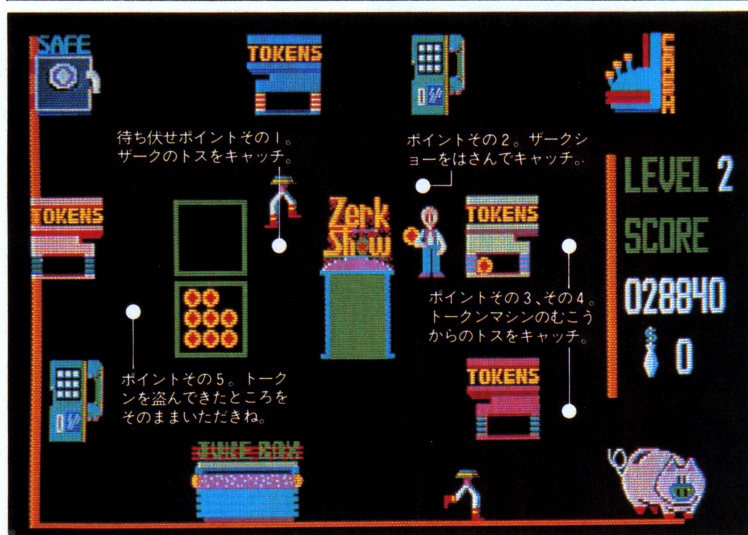 SAFE
TOKENS
CRASH
待ち伏せポイントその1。
ザークのトスをキャッチ。
ポイントその2。ザークショ
ーをはさんでキャッチ。
LEVEL 2
TOKENS
Zerk
Show
TOKENS
SCORE
028840
$ 0
ポイントその3、その4。
トークンマシンのむこう
からのトスをキャッチ。
TOKENS
ポイントその5。トーク
ンを盗んできたところを
そのままいただきね。
JUKE BOX